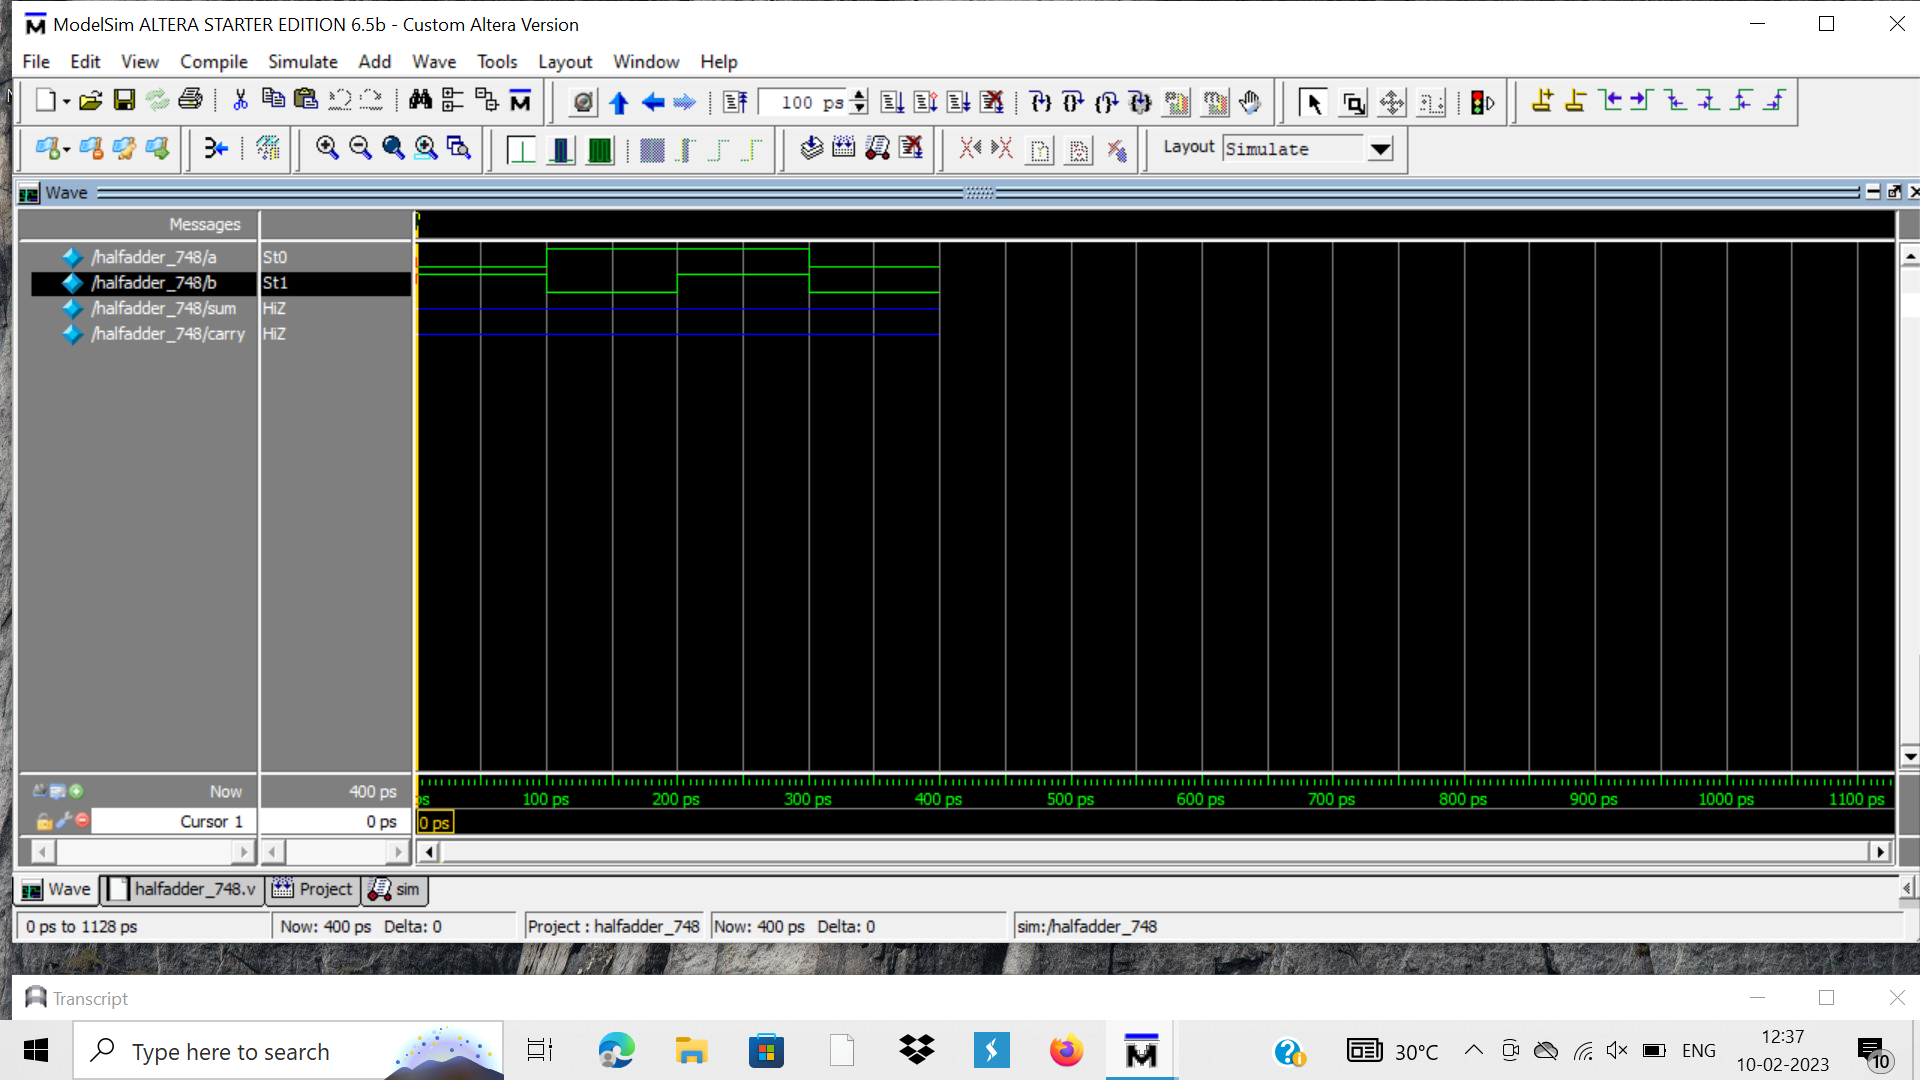 ModelSim ALTERA STARTER EDITION 6.5b - Custom Altera Version
File Edit View Compile Simulate Add Wave Tools Layout Window Help
100 ps
Layout Simulate
Wave
Messages
/halfadder_748/a St0
/halfadder_748/b St1
/halfadder_748/sum HiZ
/halfadder_748/carry HiZ
Now 400 ps
ps 100 ps 200 ps 300 ps 400 ps 500 ps 600 ps 700 ps 800 ps 900 ps 1000 ps 1100 ps
Cursor 1 0 ps 0 ps
Wave halfadder_748.v Project sim
0 ps to 1128 ps Now: 400 ps Delta: 0 Project : halfadder_748 Now: 400 ps Delta: 0 sim:/halfadder_748
Transcript
Type here to search
30°C ENG
12:37
10-02-2023
10